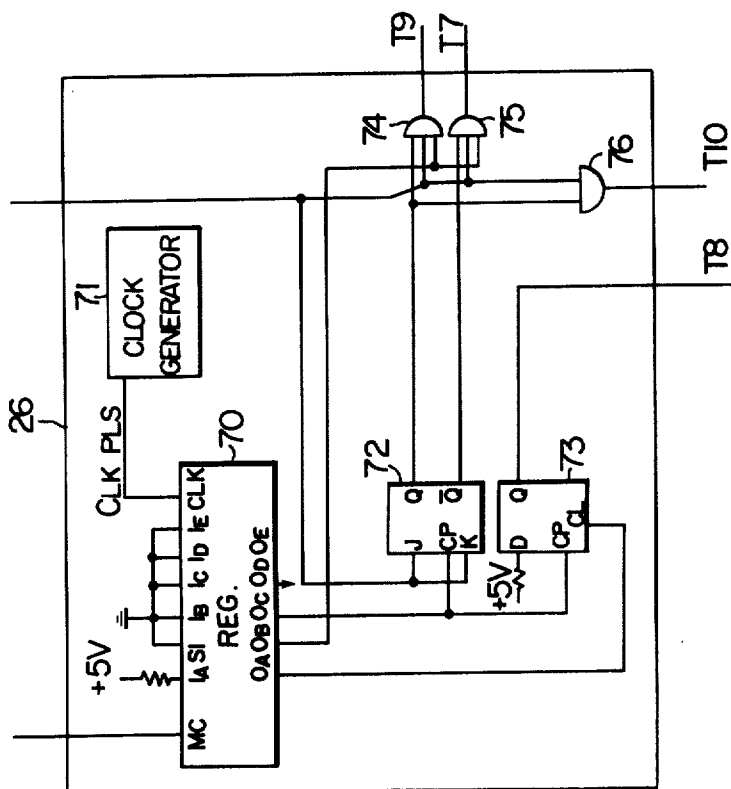 T9
T7
26
71
CLOCK
GENERATOR
74
75
76
CLK PLS
T10
T8
70
+5V
MC IA SI IB IC ID IE CLK
REG.
OA OB OC OD OE
72
J Q
CP
K Q̅
73
+5V
D Q
CP
CL